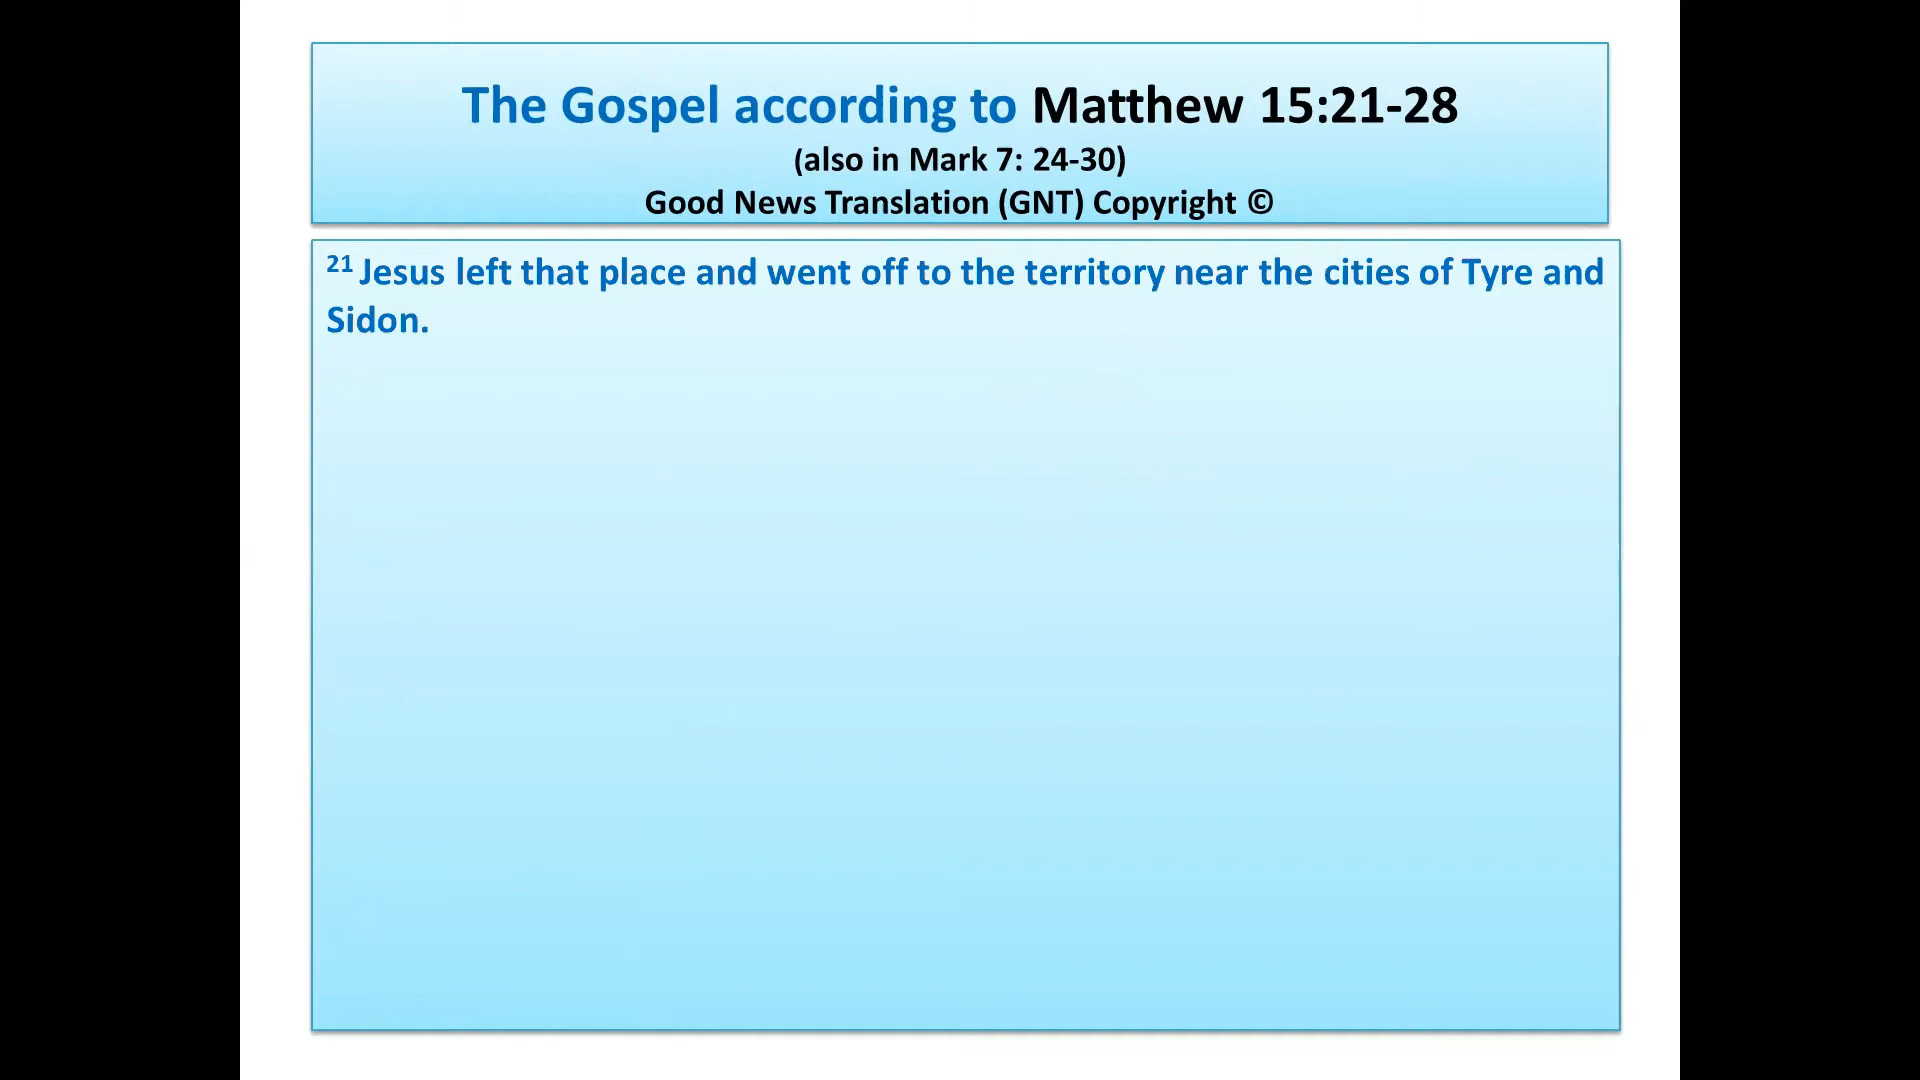 The Gospel according to Matthew 15:21-28
(also in Mark 7: 24-30)
Good News Translation (GNT) Copyright ©
21 Jesus left that place and went off to the territory near the cities of Tyre and
Sidon.